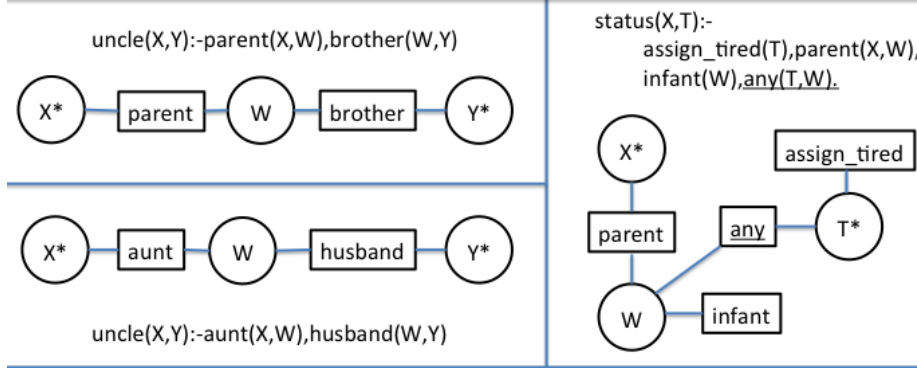 uncle(X,Y):-parent(X,W),brother(W,Y)
X* parent W brother Y*
X* aunt W husband Y*
uncle(X,Y):-aunt(X,W),husband(W,Y)
status(X,T):-
assign_tired(T),parent(X,W),
infant(W),any(T,W).
X*
assign_tired
parent
any
T*
W
infant